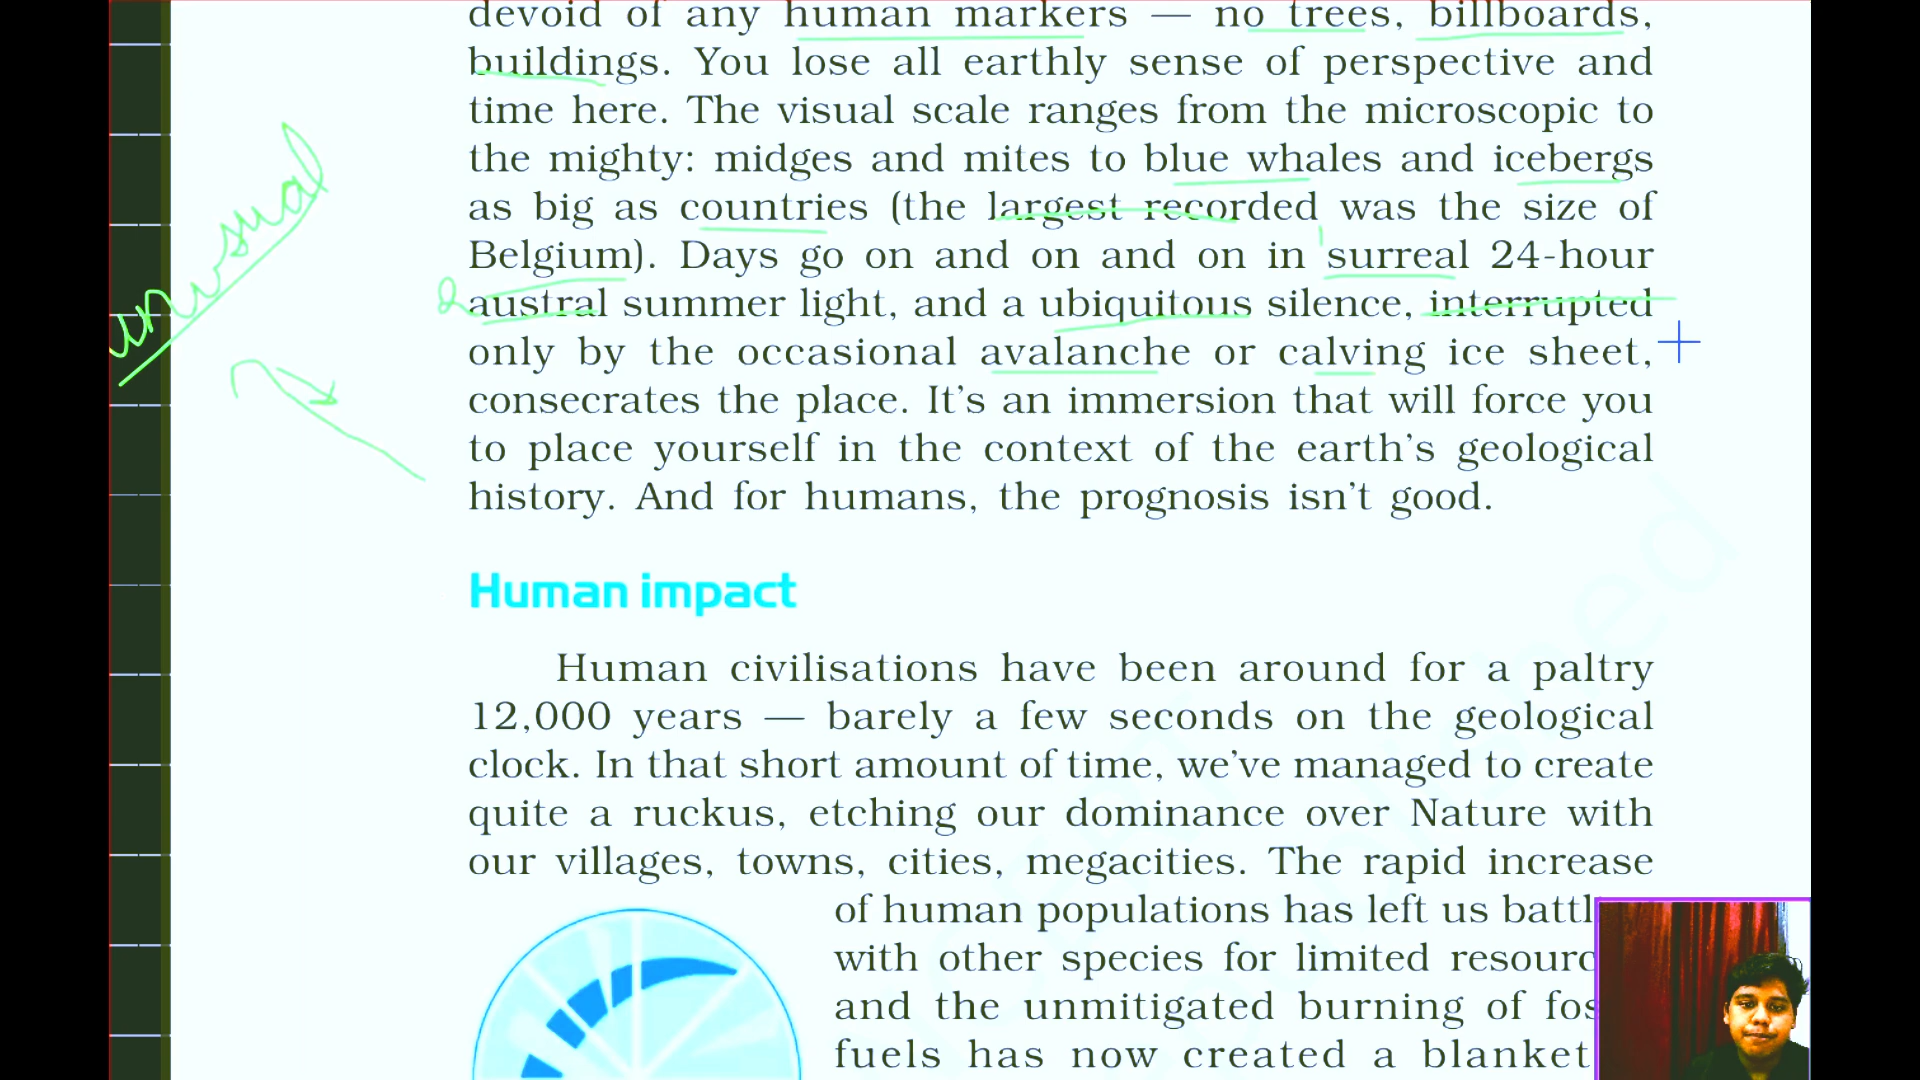 devoid of any human markers — no trees, billboards,
buildings. You lose all earthly sense of perspective and
time here. The visual scale ranges from the microscopic to
the mighty: midges and mites to blue whales and icebergs
as big as countries (the largest recorded was the size of
Belgium). Days go on and on and on in surreal 24-hour
austral summer light, and a ubiquitous silence, interrupted
only by the occasional avalanche or calving ice sheet,
consecrates the place. It's an immersion that will force you
to place yourself in the context of the earth's geological
history. And for humans, the prognosis isn't good.
unusual
Human impact
Human civilisations have been around for a paltry
12,000 years — barely a few seconds on the geological
clock. In that short amount of time, we've managed to create
quite a ruckus, etching our dominance over Nature with
our villages, towns, cities, megacities. The rapid increase
of human populations has left us battl
with other species for limited resourc
and the unmitigated burning of fos
fuels has now created a blanket